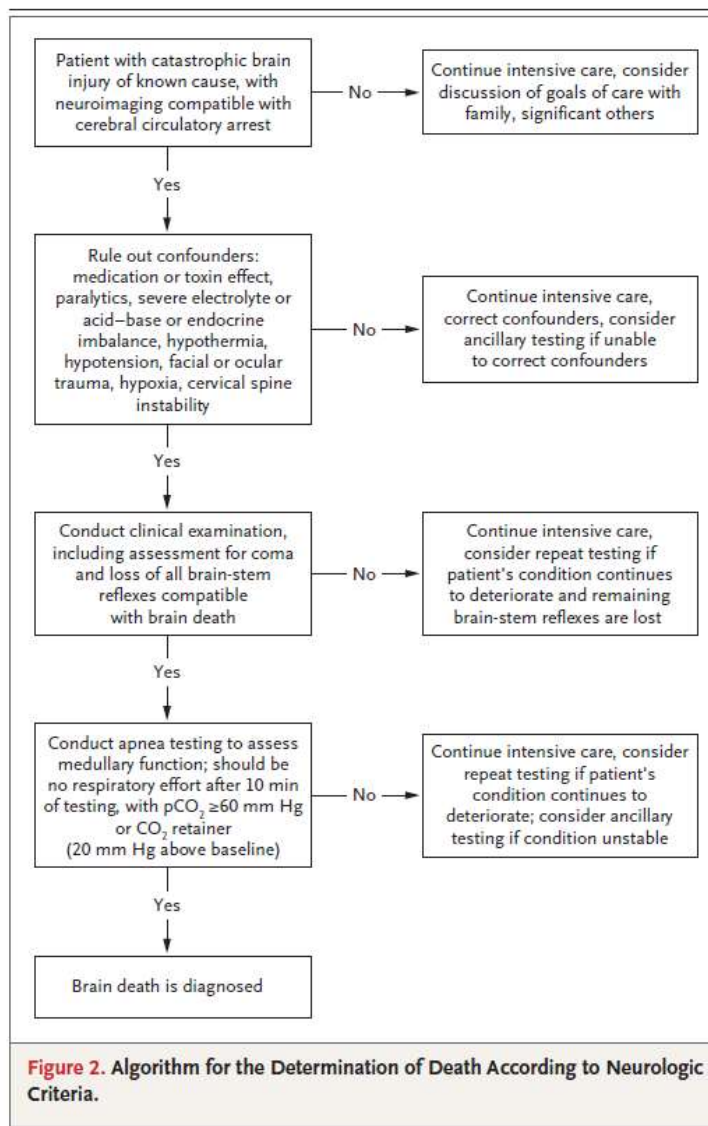 Patient with catastrophic brain
injury of known cause, with
neuroimaging compatible with
cerebral circulatory arrest
No
Continue intensive care, consider
discussion of goals of care with
family, significant others
Yes
Rule out confounders:
medication or toxin effect,
paralytics, severe electrolyte or
acid–base or endocrine
imbalance, hypothermia,
hypotension, facial or ocular
trauma, hypoxia, cervical spine
instability
No
Continue intensive care,
correct confounders, consider
ancillary testing if unable
to correct confounders
Yes
Conduct clinical examination,
including assessment for coma
and loss of all brain-stem
reflexes compatible
with brain death
No
Continue intensive care,
consider repeat testing if
patient's condition continues
to deteriorate and remaining
brain-stem reflexes are lost
Yes
Conduct apnea testing to assess
medullary function; should be
no respiratory effort after 10 min
of testing, with pCO₂ ≥60 mm Hg
or CO₂ retainer
(20 mm Hg above baseline)
No
Continue intensive care, consider
repeat testing if patient's
condition continues to
deteriorate; consider ancillary
testing if condition unstable
Yes
Brain death is diagnosed
Figure 2. Algorithm for the Determination of Death According to Neurologic
Criteria.